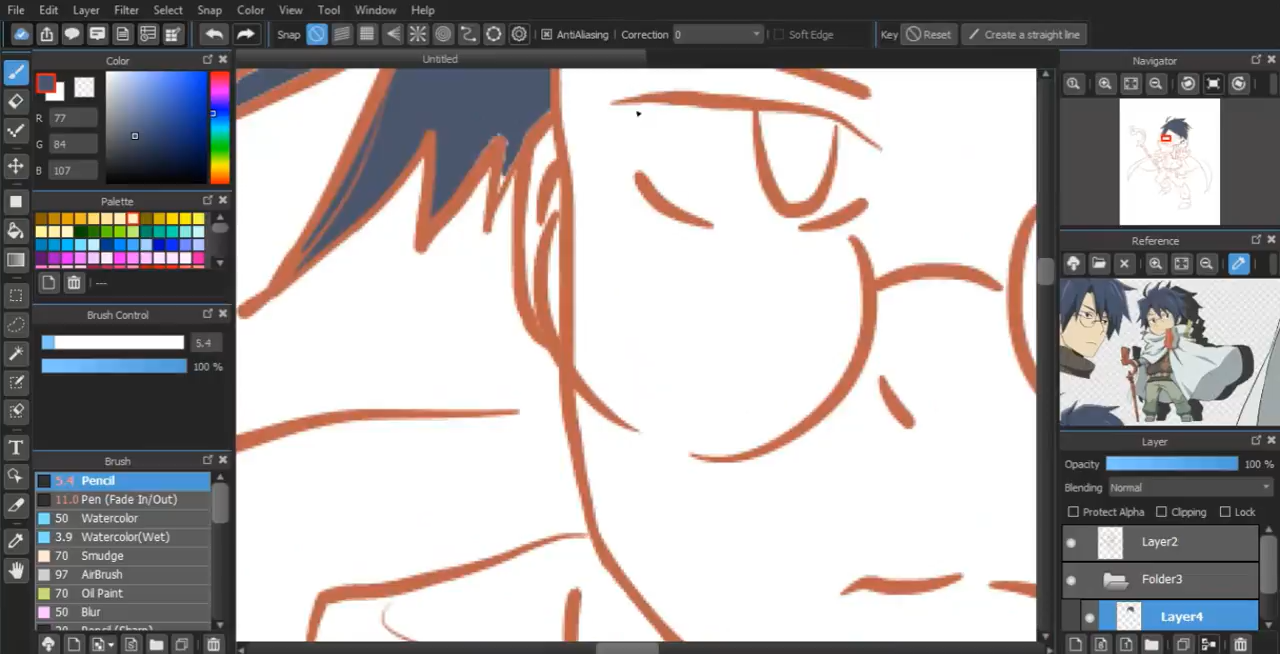 File Edit Layer Filter Select Snap Color View Tool Window Help
Snap AntiAliasing Correction 0 Soft Edge Key Reset Create a straight line
Color
R 77
G 84
B 107
Palette
---
Brush Control
5.4
100 %
Brush
5.4 Pencil
11.0 Pen (Fade In/Out)
50 Watercolor
3.9 Watercolor(Wet)
70 Smudge
97 AirBrush
70 Oil Paint
50 Blur
Pencil (Sharp)
Untitled
Navigator
Reference
Layer
Opacity 100 %
Blending Normal
Protect Alpha Clipping Lock
Layer2
Folder3
Layer4